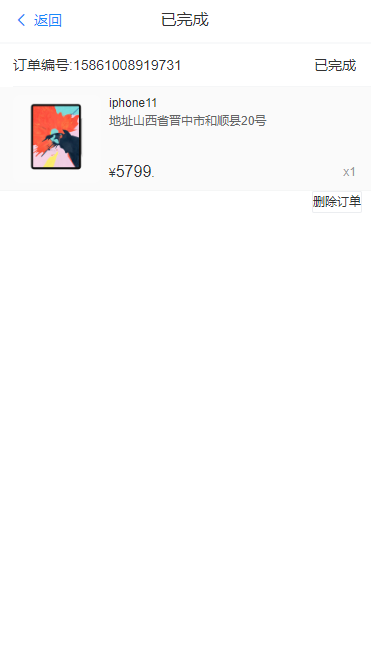 返回
已完成
订单编号:15861008919731 已完成
iphone11
地址山西省晋中市和顺县20号
¥5799. x1
删除订单